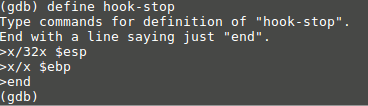 (gdb) define hook-stop
Type commands for definition of "hook-stop".
End with a line saying just "end".
>x/32x $esp
>x/x $ebp
>end
(gdb)